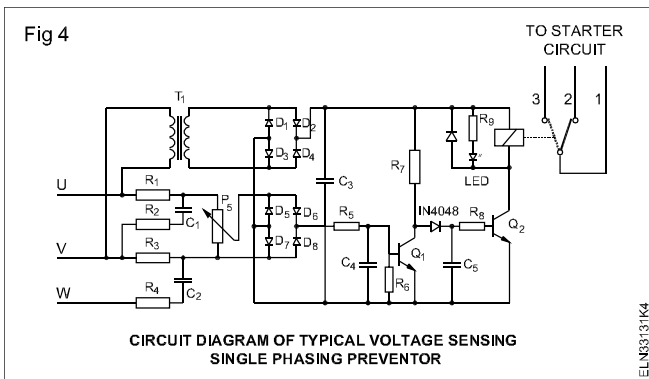 Fig 4
TO STARTER
CIRCUIT
3 2 1
T1
D1 D2
D3 D4
R9
LED
R7
C3
U
R1
P5
R2
C1
D5 D6
D7 D8
R5
IN4048
R8
Q2
V
R3
C4
Q1
C5
R6
W
R4
C2
CIRCUIT DIAGRAM OF TYPICAL VOLTAGE SENSING
SINGLE PHASING PREVENTOR
ELN33131K4